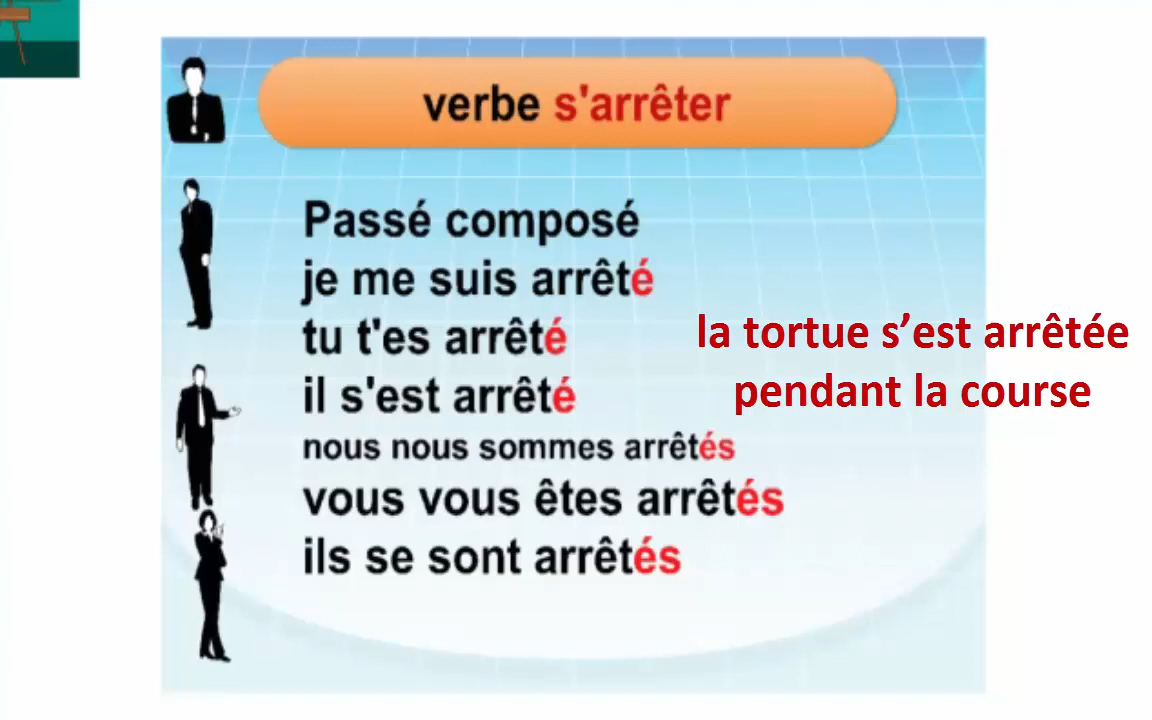 verbe s'arrêter
Passé composé
je me suis arrêté
tu t'es arrêté
il s'est arrêté
nous nous sommes arrêtés
vous vous êtes arrêtés
ils se sont arrêtés
la tortue s’est arrêtée
pendant la course